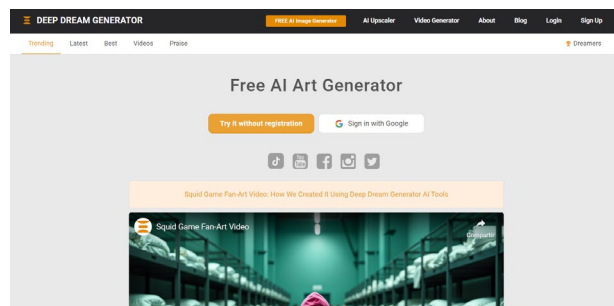 DEEP DREAM GENERATOR
FREE AI Image Generator
AI Upscaler
Video Generator
About
Blog
Login
Sign Up
Trending
Latest
Best
Videos
Praise
Dreamers
Free AI Art Generator
Try it without registration
Sign in with Google
You Tube
Squid Game Fan-Art Video: How We Created It Using Deep Dream Generator AI Tools
Squid Game Fan-Art Video
Compartir